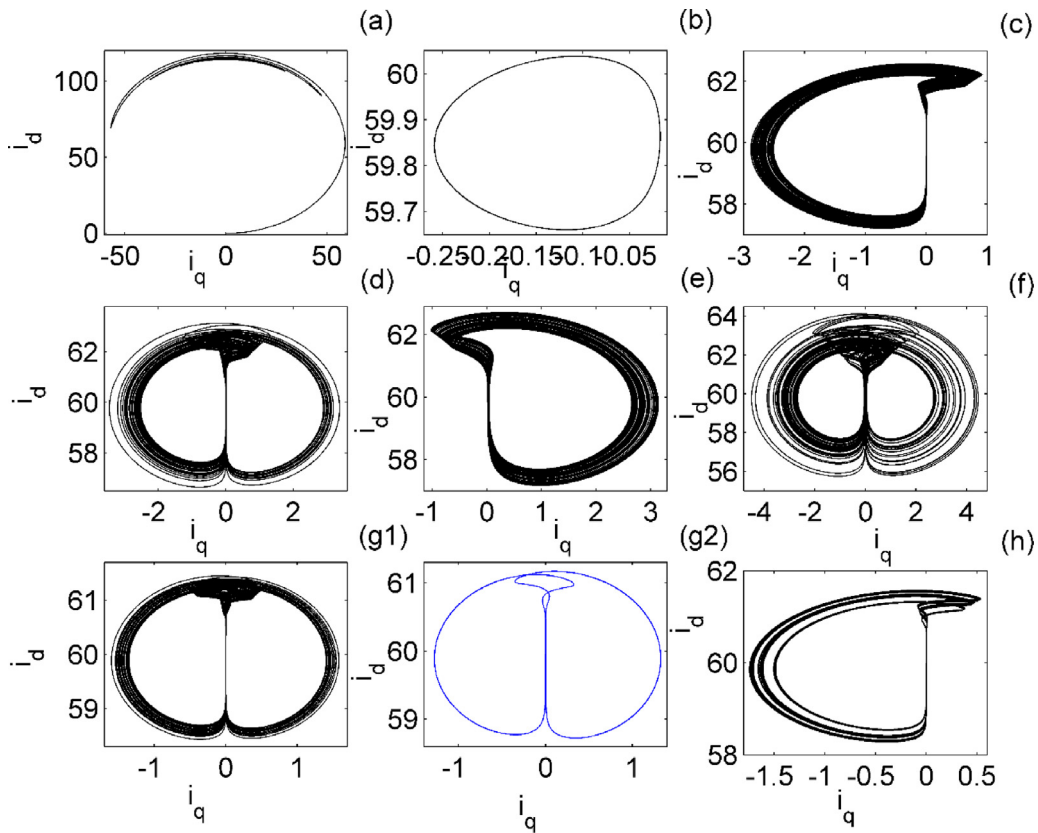 (a)
100
50
0
i_d
-50
0
50
i_q
(b)
60
59.9
59.8
59.7
i_d
-0.25-0.2-0.15-0.1-0.05
i_q
(c)
62
60
58
i_d
-3
-2
-1
0
1
i_q
(d)
62
60
58
i_d
-2
0
2
i_q
(e)
62
60
58
i_d
-1
0
1
2
3
i_q
(f)
64
62
60
58
56
i_d
-4
-2
0
2
4
i_q
(g1)
61
60
59
i_d
-1
0
1
i_q
(g2)
61
60
59
i_d
-1
0
1
i_q
(h)
62
60
58
i_d
-1.5
-1
-0.5
0
0.5
i_q